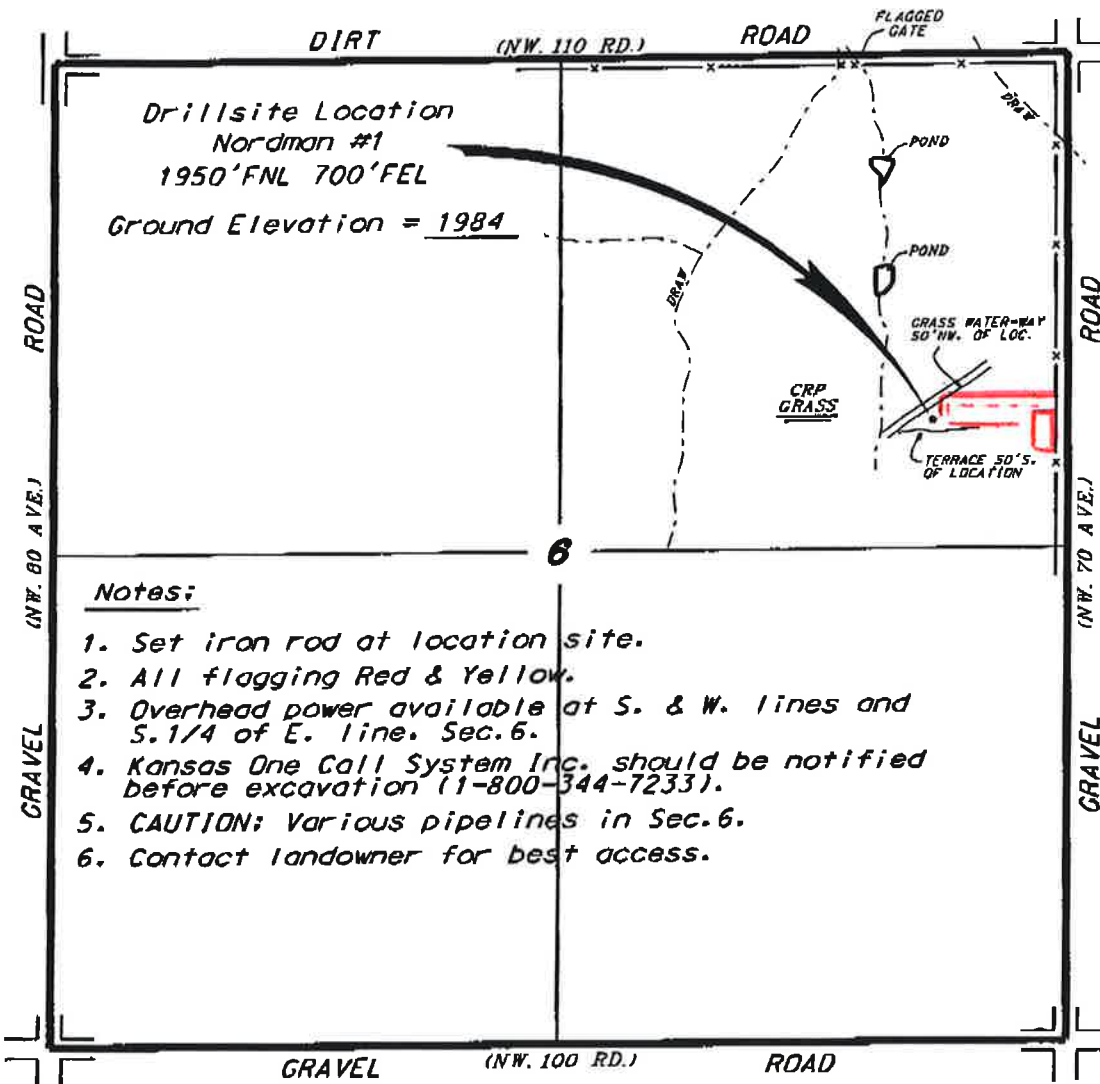 FLAGGED
GATE
DIRT (NW. 110 RD.) ROAD
Drillsite Location
Nordman #1
1950'FNL 700'FEL
Ground Elevation = 1984
DRAW
POND
POND
DRAW
GRASS WATER-WAY
50'NW. OF LOC.
CRP
GRASS
TERRACE 50'S.
OF LOCATION
ROAD
(NW. 80 AVE.)
GRAVEL
ROAD
(NW. 70 AVE.)
GRAVEL
6
Notes:
1. Set iron rod at location site.
2. All flagging Red & Yellow.
3. Overhead power available at S. & W. lines and
S.1/4 of E. line. Sec.6.
4. Kansas One Call System Inc. should be notified
before excavation (1-800-344-7233).
5. CAUTION: Various pipelines in Sec.6.
6. Contact landowner for best access.
GRAVEL (NW. 100 RD.) ROAD